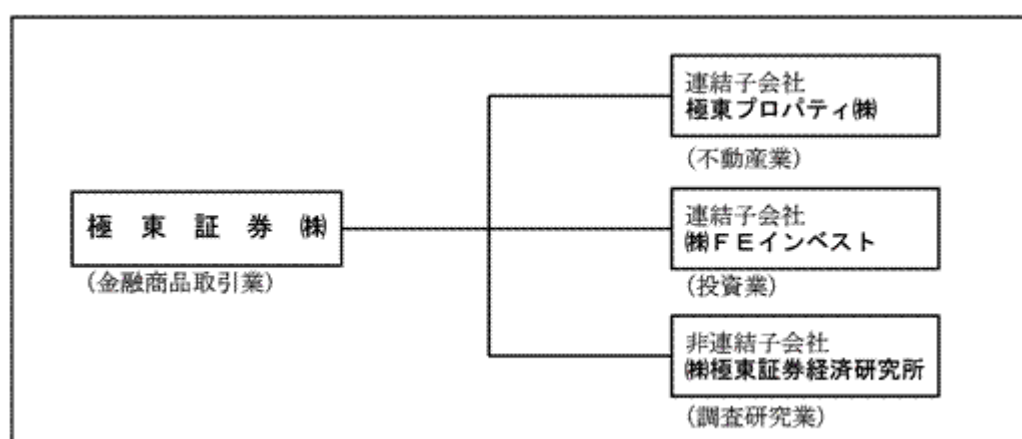 連結子会社
極東プロパティ㈱
(不動産業)
極東証券㈱
(金融商品取引業)
連結子会社
㈱ＦＥインベスト
(投資業)
非連結子会社
㈱極東証券経済研究所
(調査研究業)